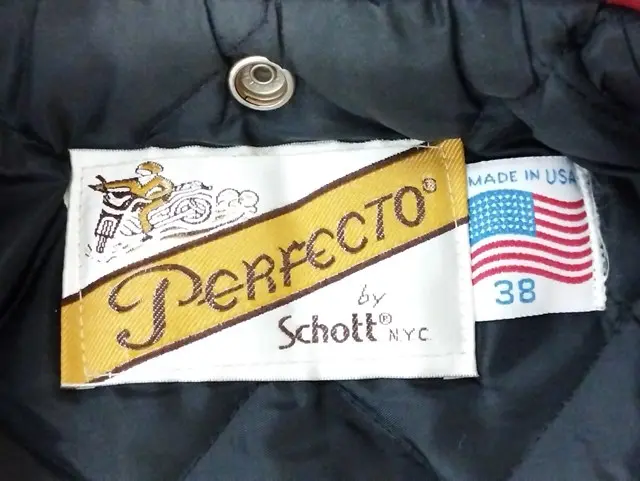 PERFECTO®
by
Schott® NYC
MADE IN USA
38